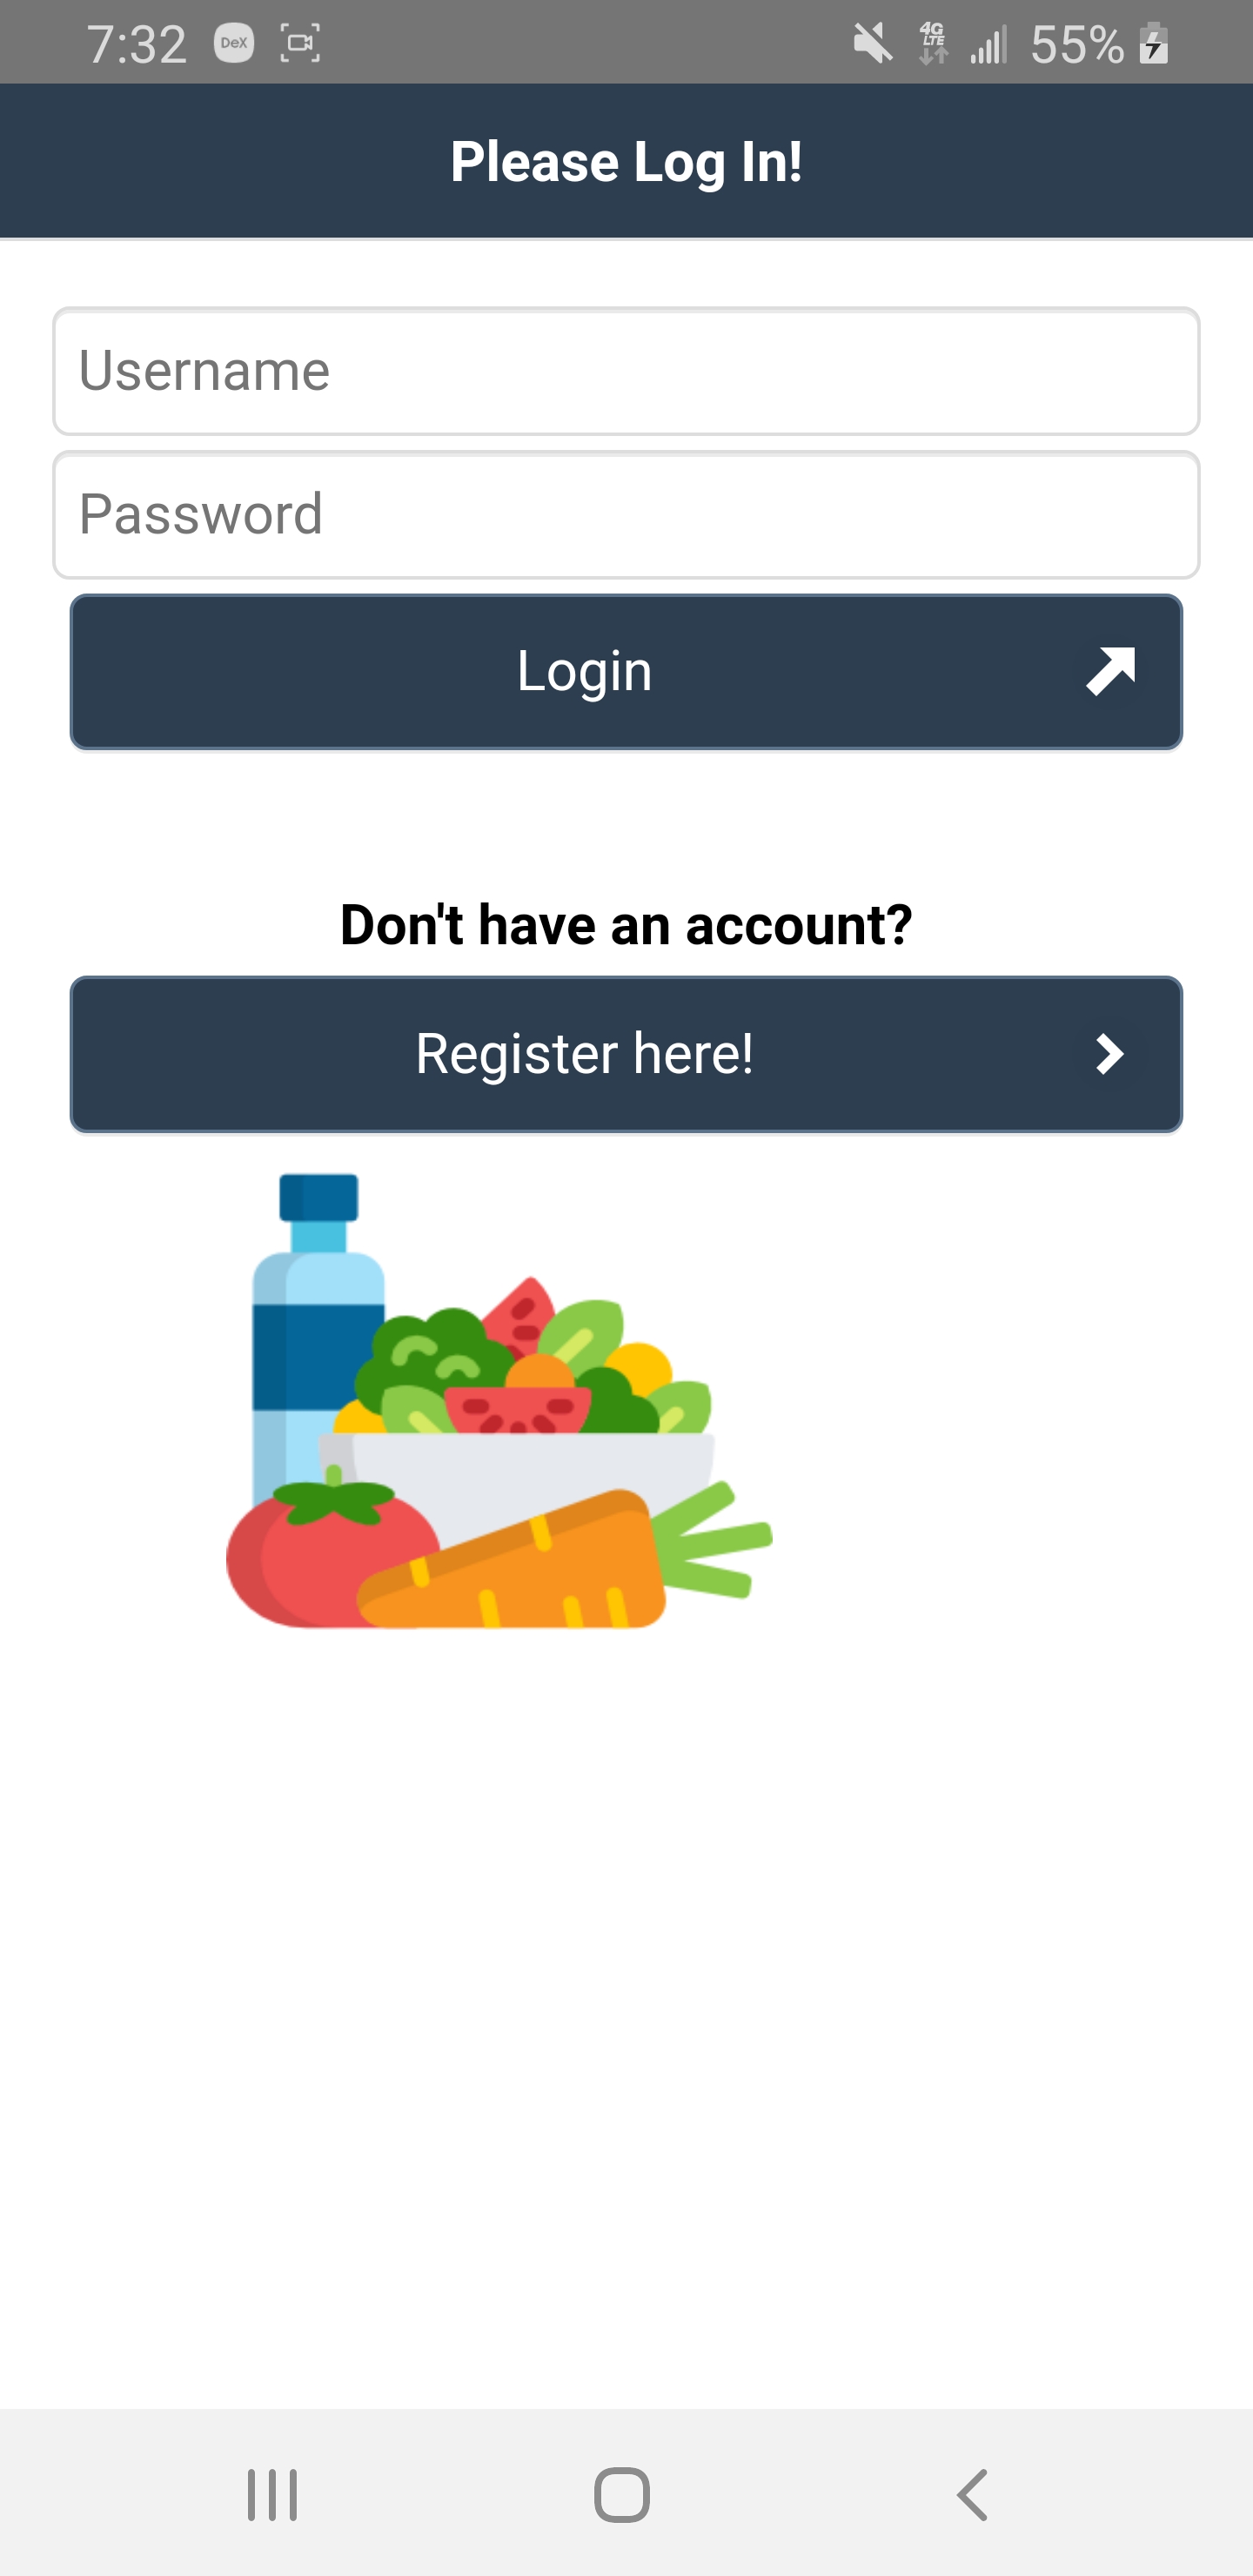 7:32 DeX 4G LTE 55%
Please Log In!
Username
Password
Login
Don't have an account?
Register here!